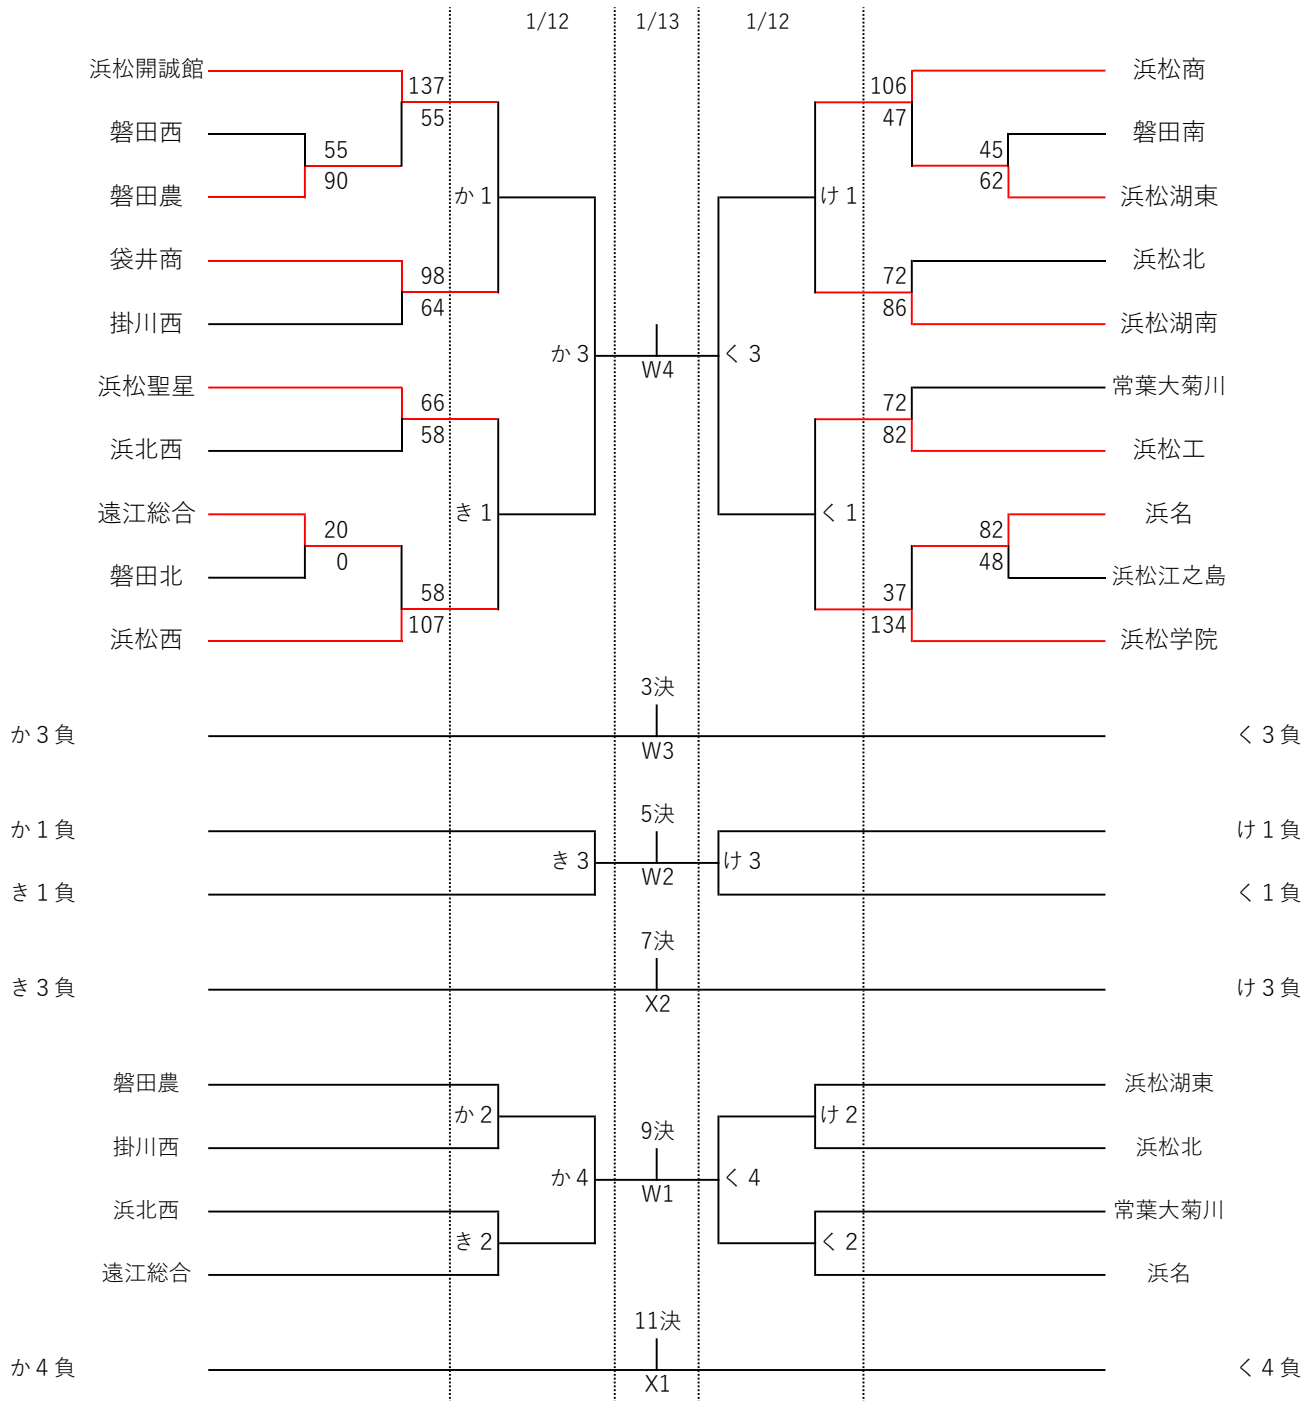 1/12 1/13 1/12
浜松開誠館 浜松商
137 106
55 47
磐田西 磐田南
55 45
90 62
磐田農 か1 け1 浜松湖東
袋井商 浜松北
98 72
64 86
掛川西 浜松湖南
か3 く3
W4
浜松聖星 常葉大菊川
66 72
58 82
浜北西 浜松工
遠江総合 き1 く1 浜名
20 82
0 48
磐田北 浜松江之島
58 37
107 134
浜松西 浜松学院
3決
か3負 く3負
W3
5決
か1負 け1負
き3 け3
W2
き1負 く1負
7決
き3負 け3負
X2
磐田農 浜松湖東
か2 け2
9決
掛川西 浜松北
か4 く4
W1
浜北西 常葉大菊川
き2 く2
遠江総合 浜名
11決
か4負 く4負
X1